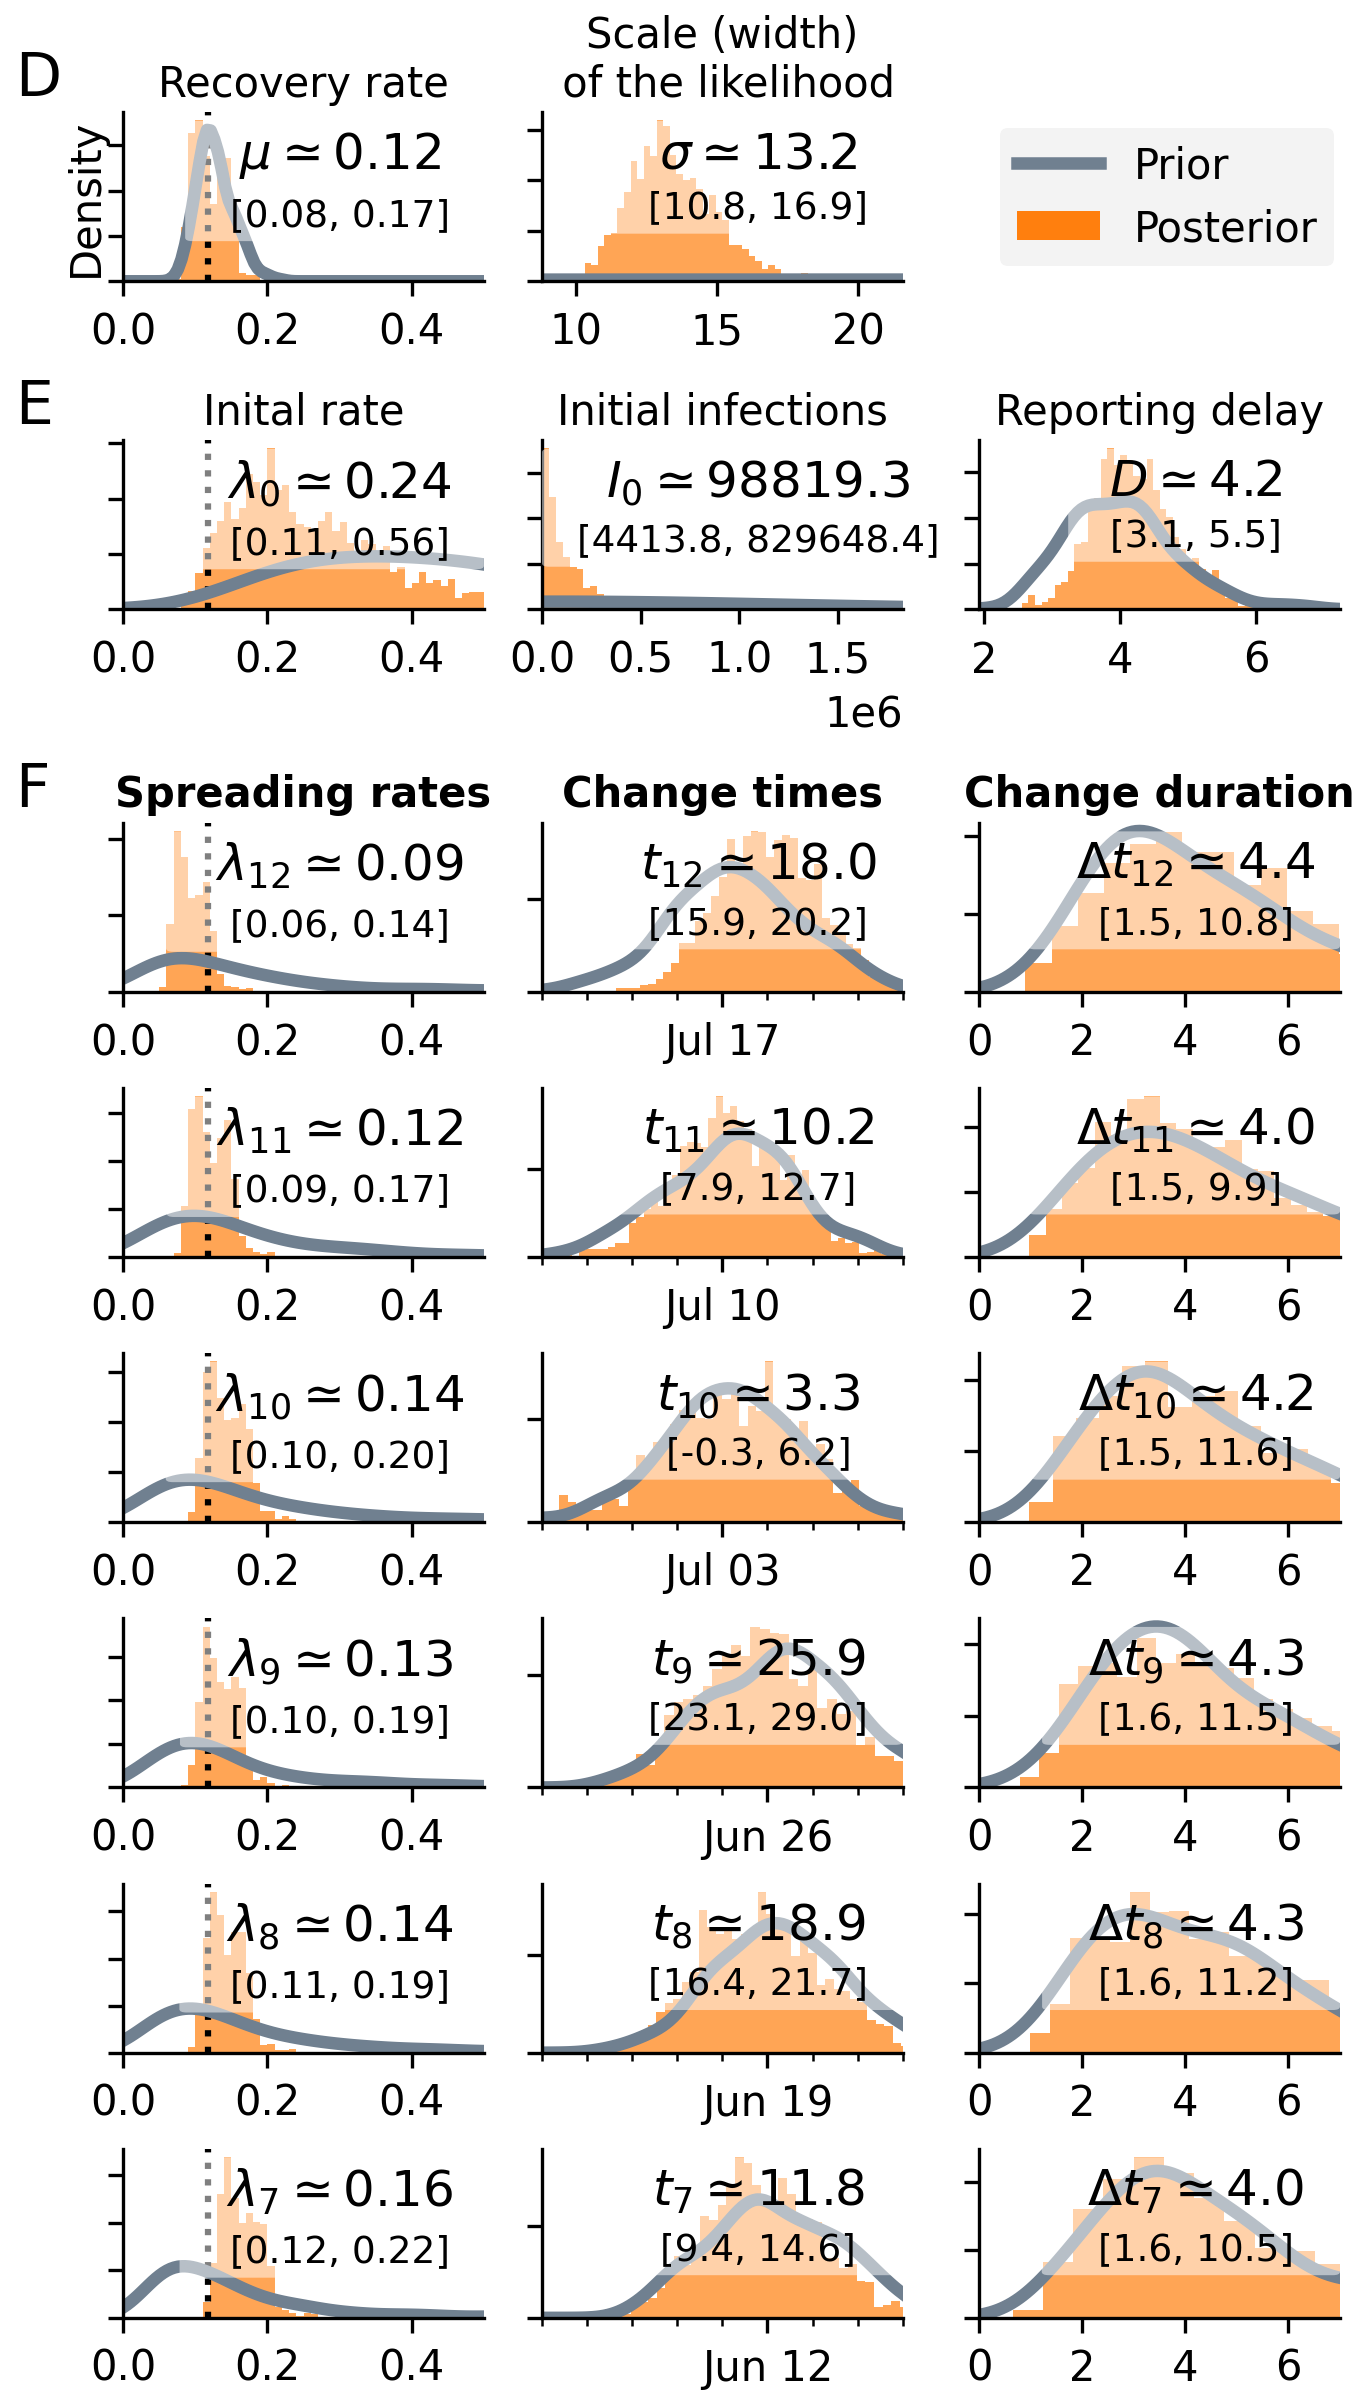 D
Recovery rate
Scale (width)
of the likelihood
Density
μ ≃ 0.12
[0.08, 0.17]
σ ≃ 13.2
[10.8, 16.9]
Prior
Posterior
0.0 0.2 0.4
10 15 20
E
Inital rate
Initial infections
Reporting delay
λ0 ≃ 0.24
[0.11, 0.56]
I0 ≃ 98819.3
[4413.8, 829648.4]
D ≃ 4.2
[3.1, 5.5]
0.0 0.2 0.4
0.0 0.5 1.0 1.5
1e6
2 4 6
F
Spreading rates
Change times
Change duration
λ12 ≃ 0.09
[0.06, 0.14]
t12 ≃ 18.0
[15.9, 20.2]
Δt12 ≃ 4.4
[1.5, 10.8]
0.0 0.2 0.4
Jul 17
0 2 4 6
λ11 ≃ 0.12
[0.09, 0.17]
t11 ≃ 10.2
[7.9, 12.7]
Δt11 ≃ 4.0
[1.5, 9.9]
0.0 0.2 0.4
Jul 10
0 2 4 6
λ10 ≃ 0.14
[0.10, 0.20]
t10 ≃ 3.3
[-0.3, 6.2]
Δt10 ≃ 4.2
[1.5, 11.6]
0.0 0.2 0.4
Jul 03
0 2 4 6
λ9 ≃ 0.13
[0.10, 0.19]
t9 ≃ 25.9
[23.1, 29.0]
Δt9 ≃ 4.3
[1.6, 11.5]
0.0 0.2 0.4
Jun 26
0 2 4 6
λ8 ≃ 0.14
[0.11, 0.19]
t8 ≃ 18.9
[16.4, 21.7]
Δt8 ≃ 4.3
[1.6, 11.2]
0.0 0.2 0.4
Jun 19
0 2 4 6
λ7 ≃ 0.16
[0.12, 0.22]
t7 ≃ 11.8
[9.4, 14.6]
Δt7 ≃ 4.0
[1.6, 10.5]
0.0 0.2 0.4
Jun 12
0 2 4 6